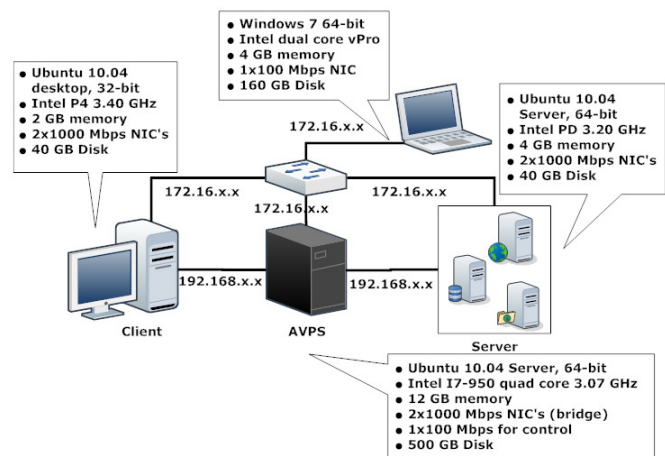 ● Windows 7 64-bit
● Intel dual core vPro
● 4 GB memory
● 1x100 Mbps NIC
● 160 GB Disk
● Ubuntu 10.04
desktop, 32-bit
● Intel P4 3.40 GHz
● 2 GB memory
● 2x1000 Mbps NIC's
● 40 GB Disk
● Ubuntu 10.04
Server, 64-bit
● Intel PD 3.20 GHz
● 4 GB memory
● 2x1000 Mbps NIC's
● 40 GB Disk
172.16.x.x
172.16.x.x
172.16.x.x
172.16.x.x
192.168.x.x
192.168.x.x
Client
AVPS
Server
● Ubuntu 10.04 Server, 64-bit
● Intel I7-950 quad core 3.07 GHz
● 12 GB memory
● 2x1000 Mbps NIC's (bridge)
● 1x100 Mbps for control
● 500 GB Disk